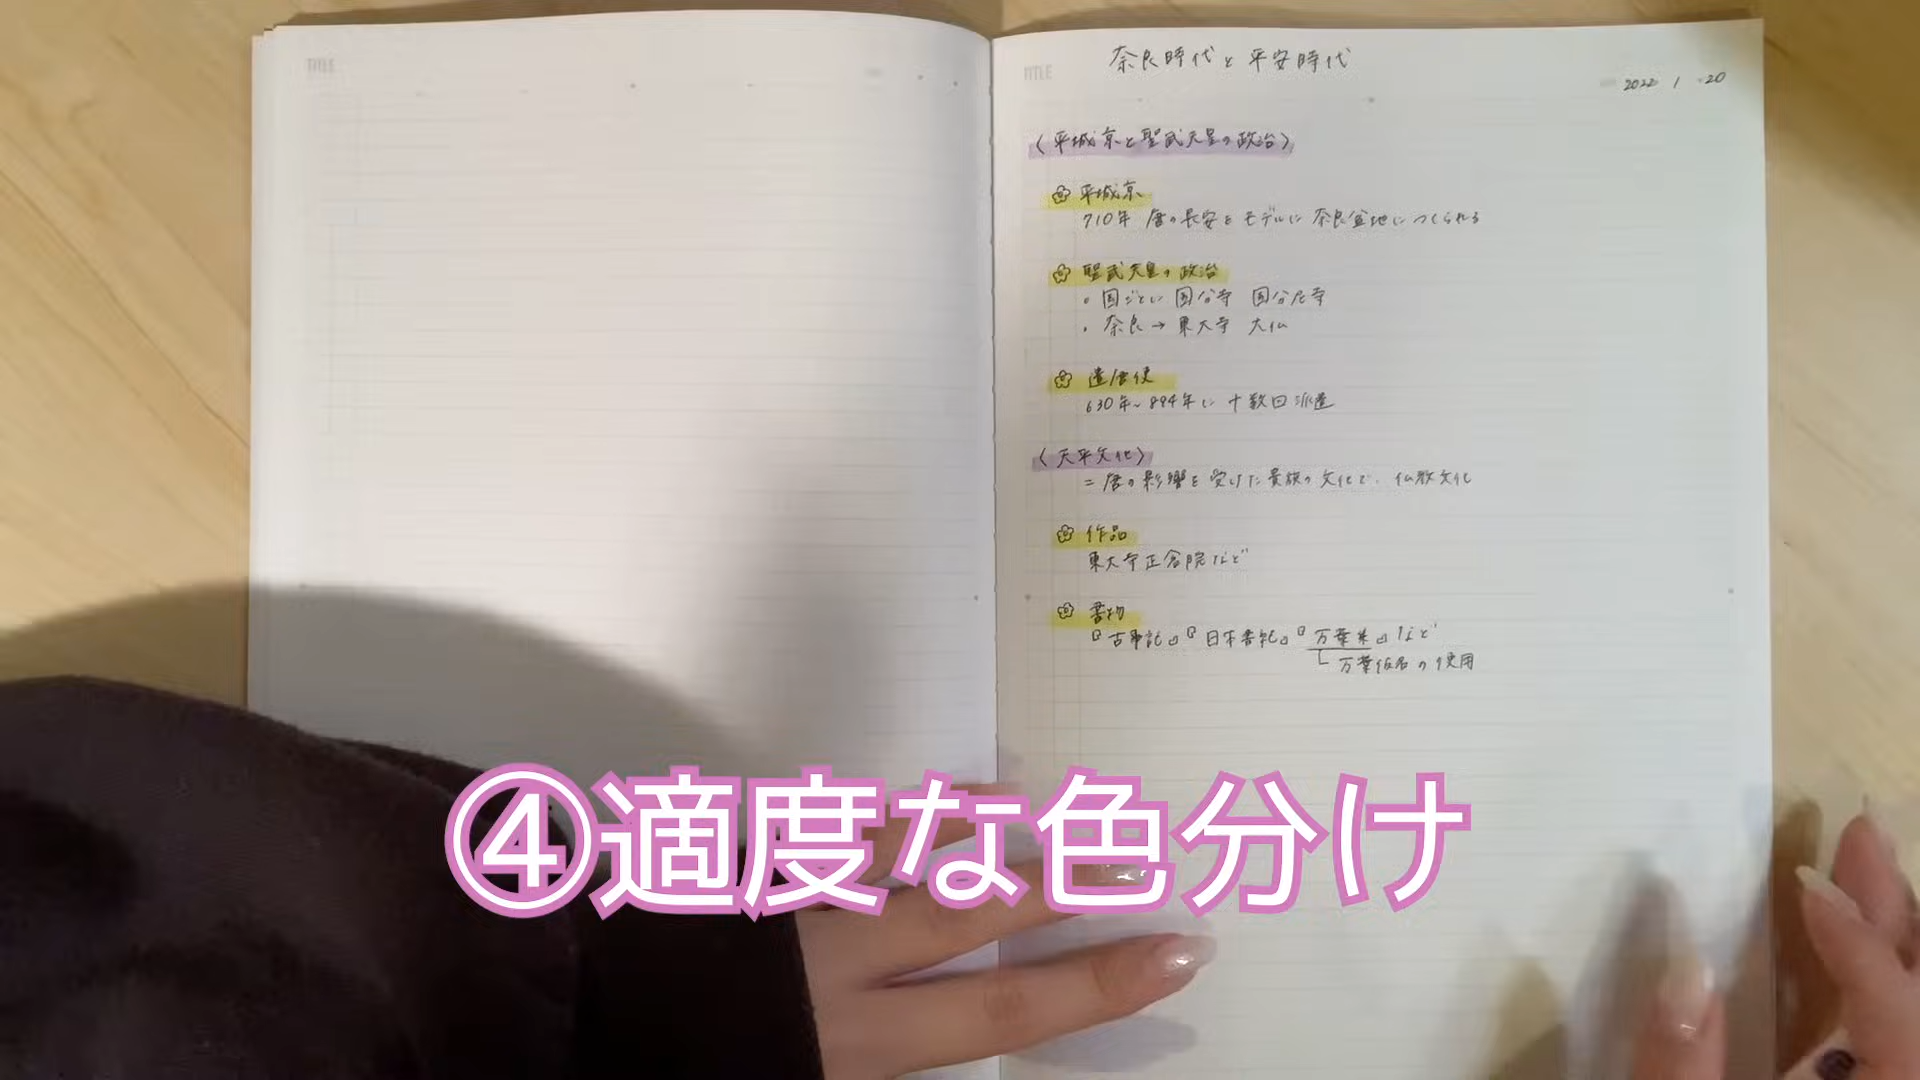 TITLE
TITLE
奈良時代と平安時代
2022 1 20
〈平城京と聖武天皇の政治〉
平城京
710年 唐の長安をモデルに奈良盆地につくられる
聖武天皇の政治
・国ごとに 国分寺 国分尼寺
・奈良→東大寺 大仏
遣唐使
630年~894年に十数回派遣
〈天平文化〉
=唐の影響を受けた貴族の文化で、仏教文化
作品
東大寺正倉院など
書物
『古事記』『日本書紀』『万葉集』など
万葉仮名の使用
④適度な色分け